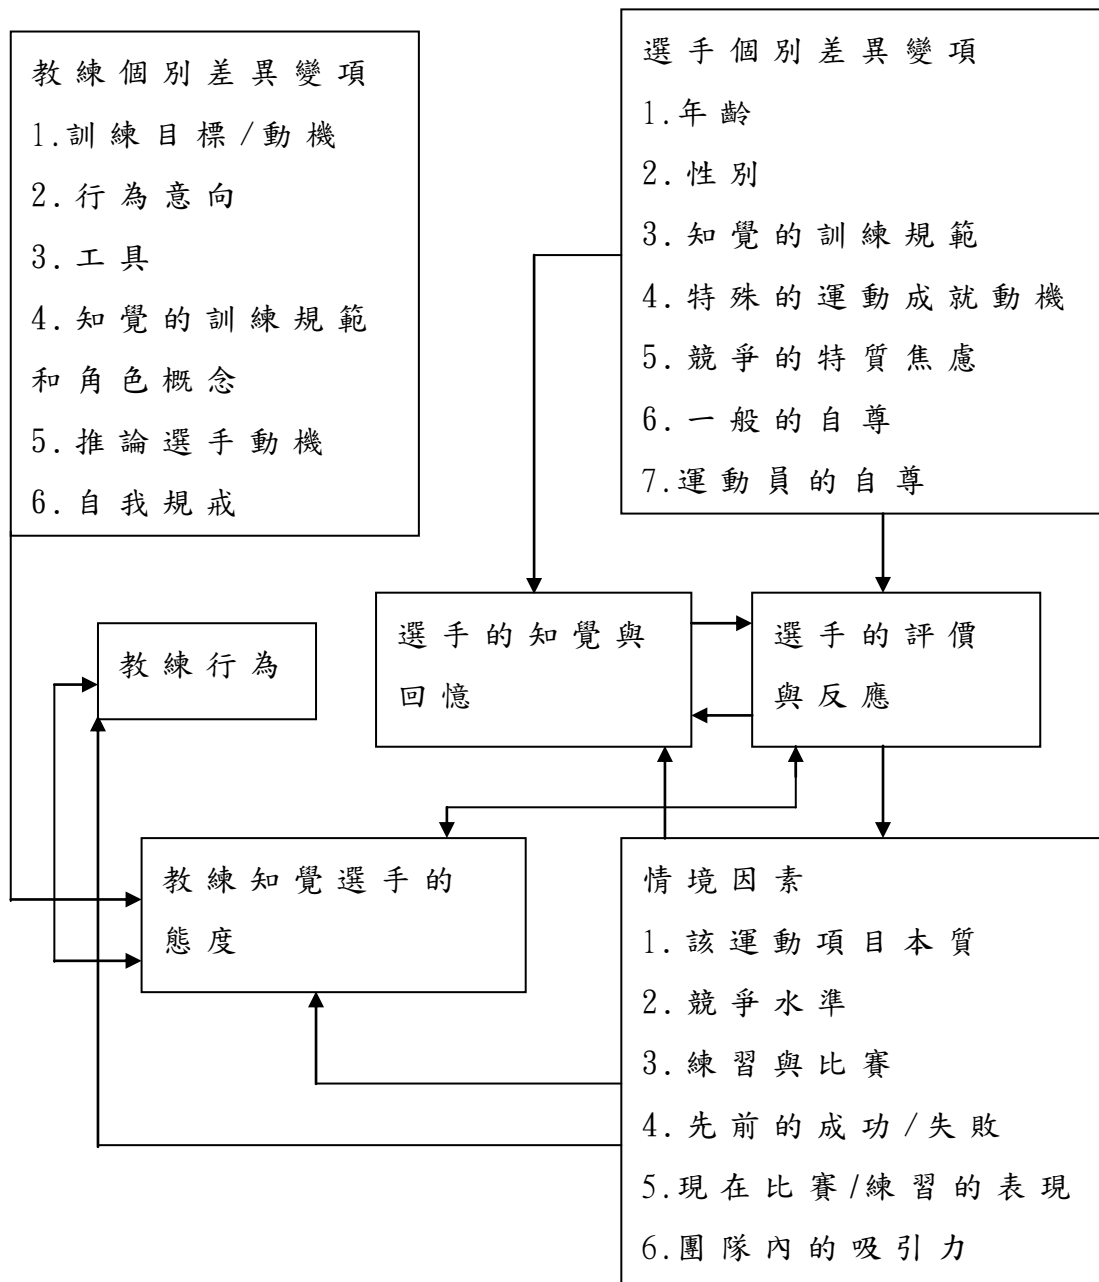 教練個別差異變項
1.訓練目標/動機
2.行為意向
3.工具
4.知覺的訓練規範
和角色概念
5.推論選手動機
6.自我規戒
選手個別差異變項
1.年齡
2.性別
3.知覺的訓練規範
4.特殊的運動成就動機
5.競爭的特質焦慮
6.一般的自尊
7.運動員的自尊
教練行為
選手的知覺與
回憶
選手的評價
與反應
教練知覺選手的
態度
情境因素
1.該運動項目本質
2.競爭水準
3.練習與比賽
4.先前的成功/失敗
5.現在比賽/練習的表現
6.團隊內的吸引力